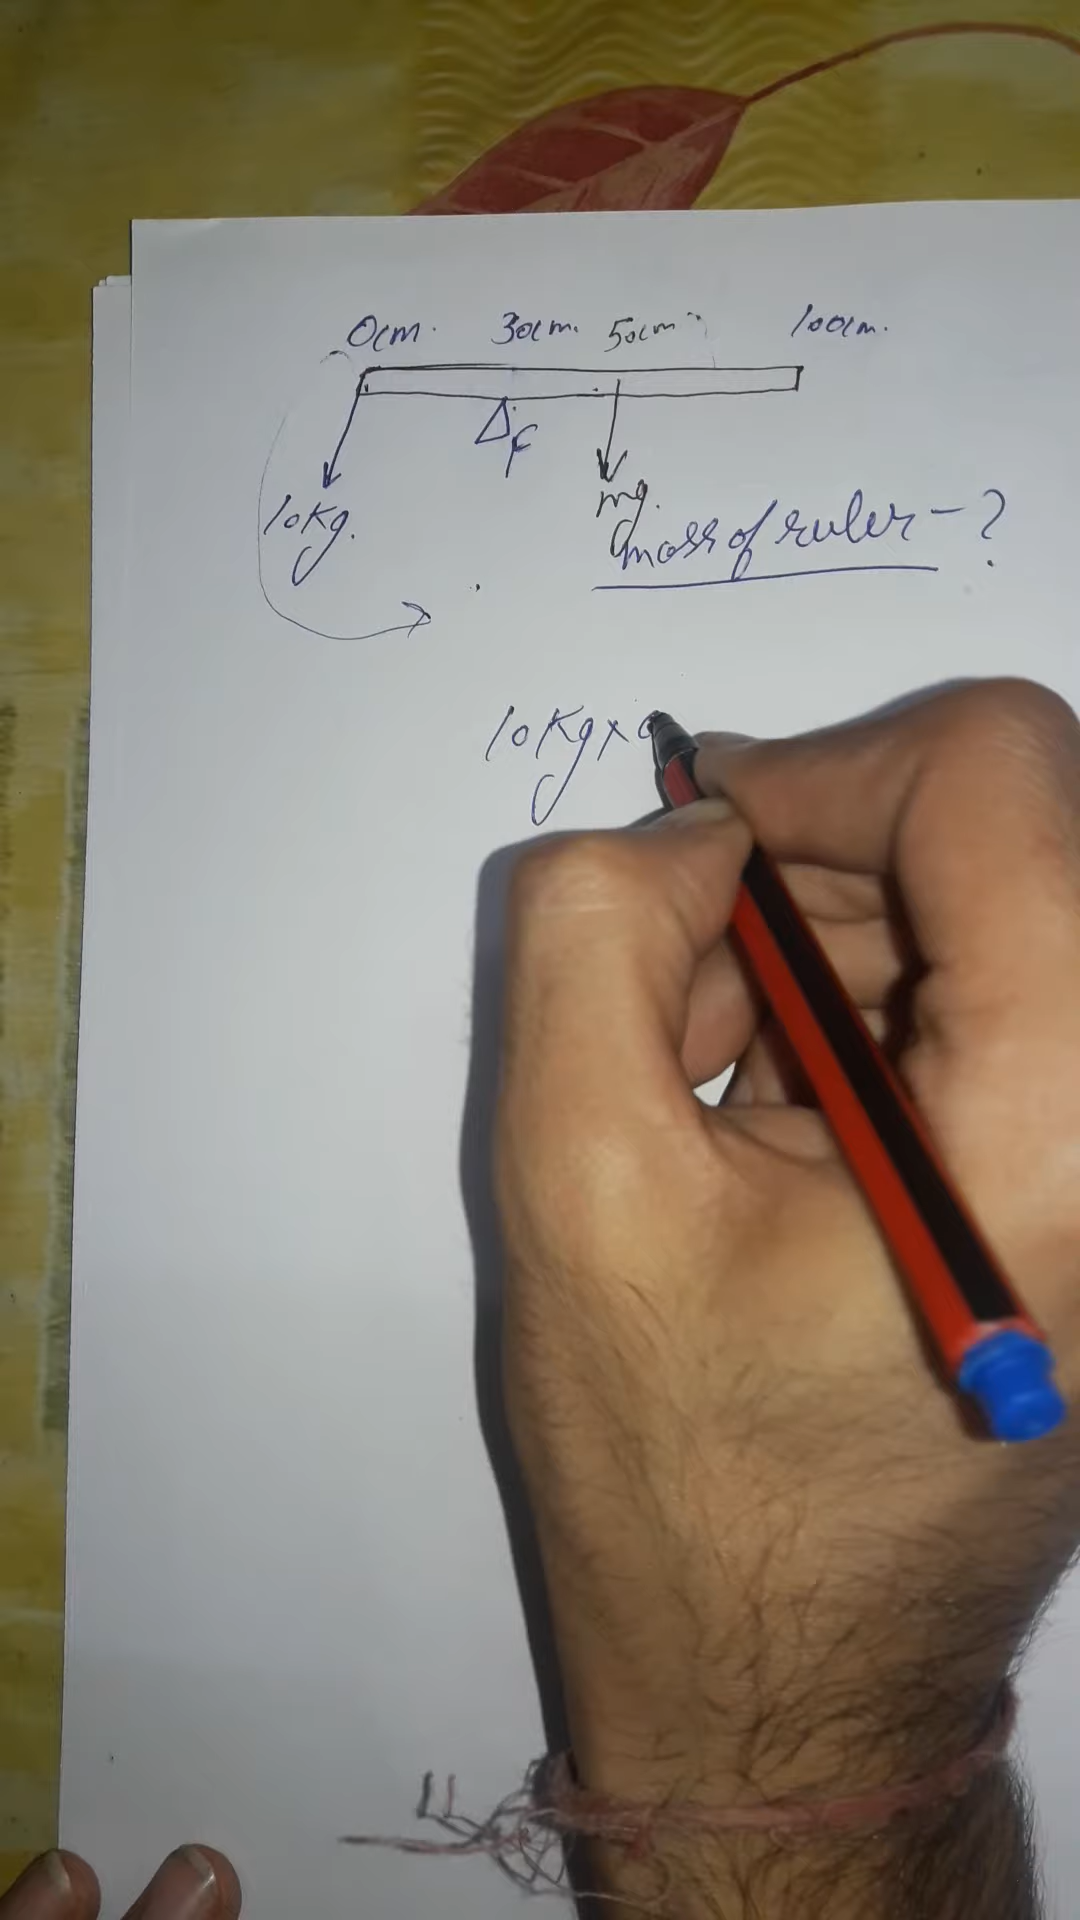 0cm. 30cm. 50cm 100cm.
F
10Kg. mg.
mass of ruler - ?
10Kg x